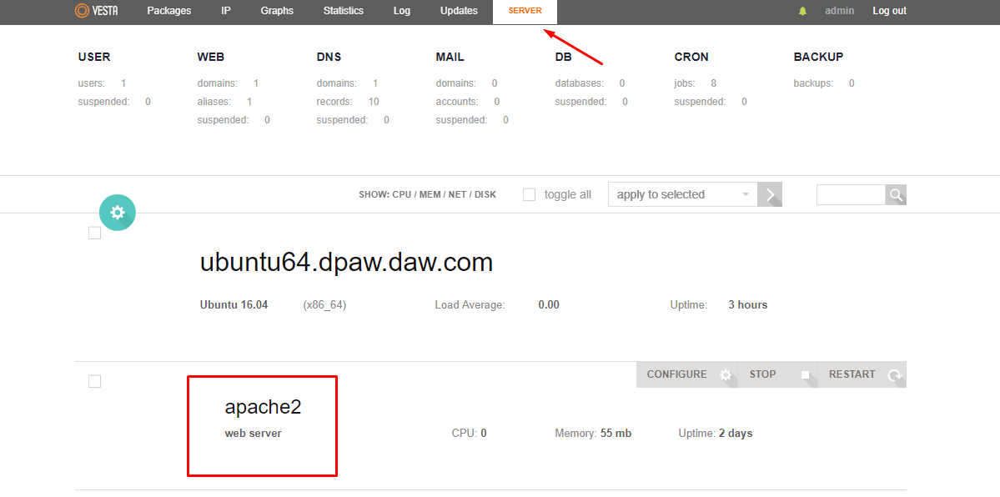 VESTA Packages IP Graphs Statistics Log Updates SERVER admin Log out
USER WEB DNS MAIL DB CRON BACKUP
users: 1 domains: 1 domains: 1 domains: 0 databases: 0 jobs: 8 backups: 0
suspended: 0 aliases: 1 records: 10 accounts: 0 suspended: 0 suspended: 0
suspended: 0 suspended: 0 suspended: 0
SHOW: CPU / MEM / NET / DISK toggle all apply to selected
ubuntu64.dpaw.daw.com
Ubuntu 16.04 (x86_64) Load Average: 0.00 Uptime: 3 hours
CONFIGURE STOP RESTART
apache2
web server CPU: 0 Memory: 55 mb Uptime: 2 days